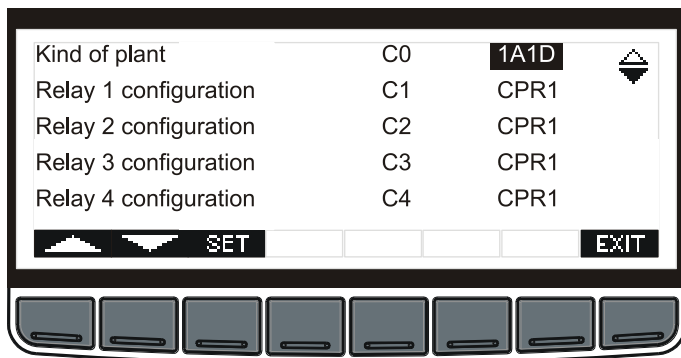 Kind of plant C0 1A1D
Relay 1 configuration C1 CPR1
Relay 2 configuration C2 CPR1
Relay 3 configuration C3 CPR1
Relay 4 configuration C4 CPR1
SET EXIT